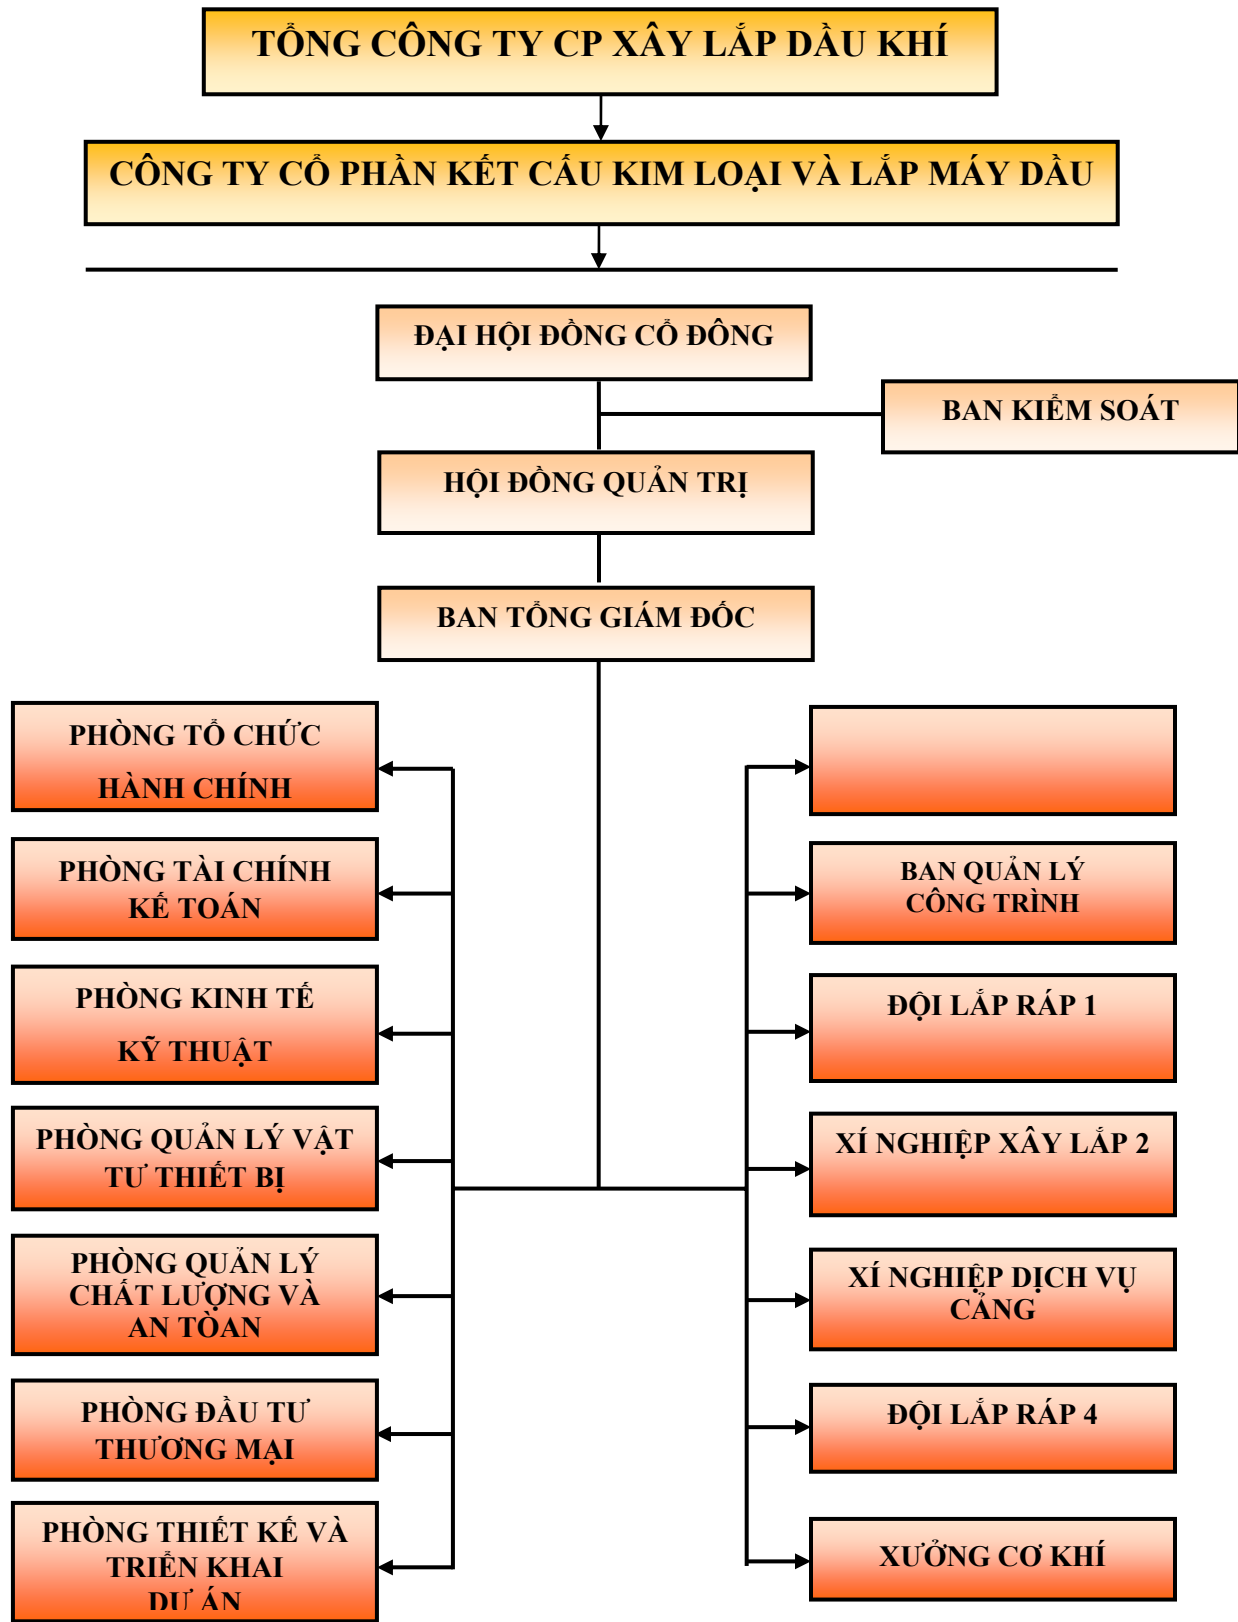 TỔNG CÔNG TY CP XÂY LẮP DẦU KHÍ
CÔNG TY CỔ PHẦN KẾT CẤU KIM LOẠI VÀ LẮP MÁY DẦU
ĐẠI HỘI ĐỒNG CỔ ĐÔNG
BAN KIỂM SOÁT
HỘI ĐỒNG QUẢN TRỊ
BAN TỔNG GIÁM ĐỐC
PHÒNG TỔ CHỨC
HÀNH CHÍNH
PHÒNG TÀI CHÍNH
KẾ TOÁN
PHÒNG KINH TẾ
KỸ THUẬT
PHÒNG QUẢN LÝ VẬT
TƯ THIẾT BỊ
PHÒNG QUẢN LÝ
CHẤT LƯỢNG VÀ
AN TÒAN
PHÒNG ĐẦU TƯ
THƯƠNG MẠI
PHÒNG THIẾT KẾ VÀ
TRIỂN KHAI
DỰ ÁN
BAN QUẢN LÝ
CÔNG TRÌNH
ĐỘI LẮP RÁP 1
XÍ NGHIỆP XÂY LẮP 2
XÍ NGHIỆP DỊCH VỤ
CẢNG
ĐỘI LẮP RÁP 4
XƯỞNG CƠ KHÍ